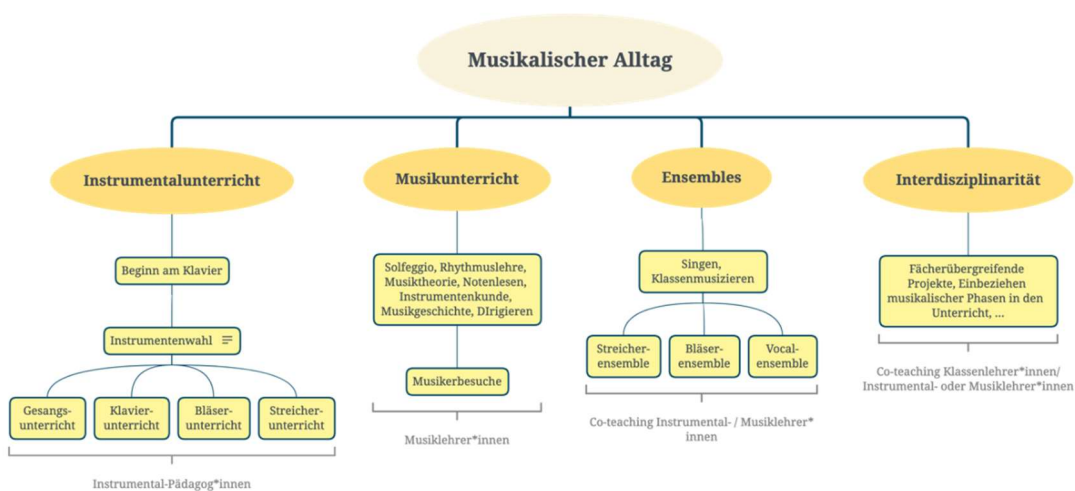 Musikalischer Alltag
Instrumentalunterricht
Beginn am Klavier
Instrumentenwahl
Gesangs-
unterricht
Klavier-
unterricht
Bläser-
unterricht
Streicher-
unterricht
Instrumental-Pädagog*innen
Musikunterricht
Solfeggio, Rhythmuslehre,
Musiktheorie, Notenlesen,
Instrumentenkunde,
Musikgeschichte, DIrigieren
Musikerbesuche
Musiklehrer*innen
Ensembles
Singen,
Klassenmusizieren
Streicher-
ensemble
Bläser-
ensemble
Vocal-
ensemble
Co-teaching Instrumental- / Musiklehrer*
innen
Interdisziplinarität
Fächerübergreifende
Projekte, Einbeziehen
musikalischer Phasen in den
Unterricht, ...
Co-teaching Klassenlehrer*innen/
Instrumental- oder Musiklehrer*innen